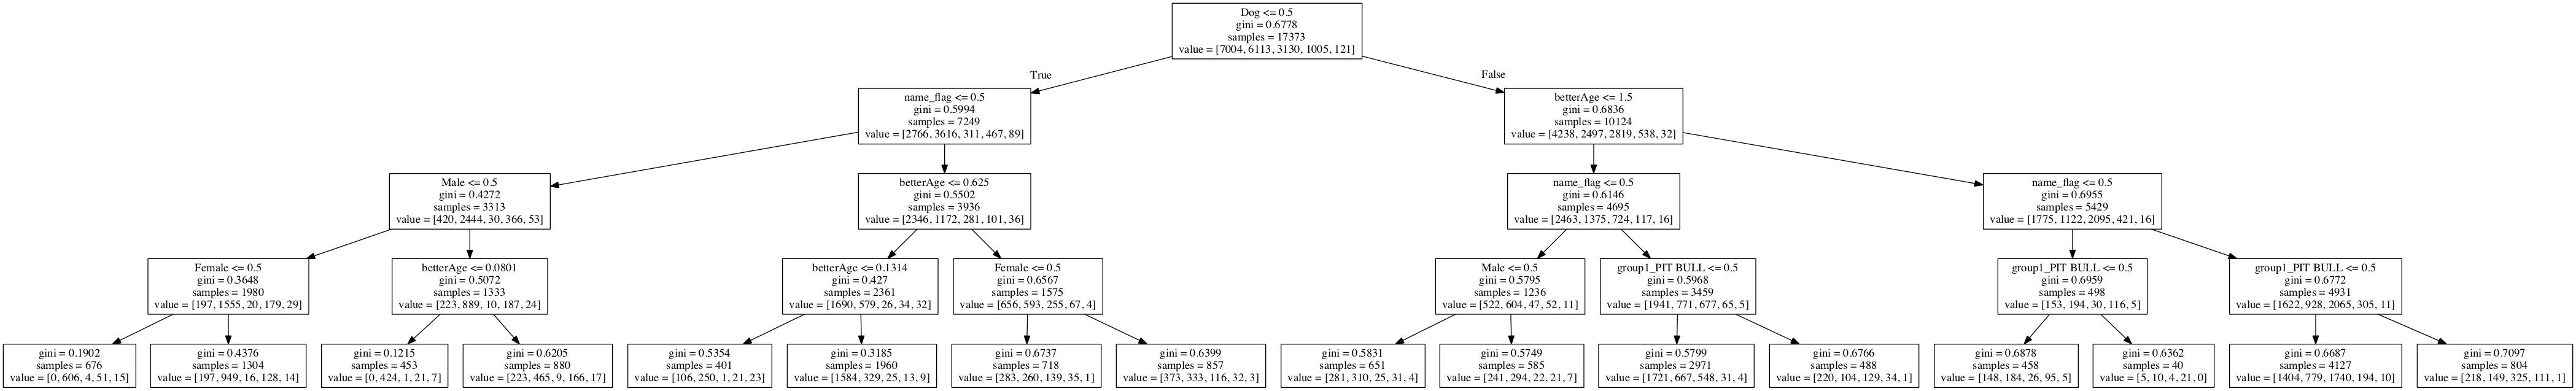 Dog <= 0.5
gini = 0.6778
samples = 17373
value = [7004, 6113, 3130, 1005, 121]
True
False
name_flag <= 0.5
gini = 0.5994
samples = 7249
value = [2766, 3616, 311, 467, 89]
betterAge <= 1.5
gini = 0.6836
samples = 10124
value = [4238, 2497, 2819, 538, 32]
Male <= 0.5
gini = 0.4272
samples = 3313
value = [420, 2444, 30, 366, 53]
betterAge <= 0.625
gini = 0.5502
samples = 3936
value = [2346, 1172, 281, 101, 36]
name_flag <= 0.5
gini = 0.6146
samples = 4695
value = [2463, 1375, 724, 117, 16]
name_flag <= 0.5
gini = 0.6955
samples = 5429
value = [1775, 1122, 2095, 421, 16]
Female <= 0.5
gini = 0.3648
samples = 1980
value = [197, 1555, 20, 179, 29]
betterAge <= 0.0801
gini = 0.5072
samples = 1333
value = [223, 889, 10, 187, 24]
betterAge <= 0.1314
gini = 0.427
samples = 2361
value = [1690, 579, 26, 34, 32]
Female <= 0.5
gini = 0.6567
samples = 1575
value = [656, 593, 255, 67, 4]
Male <= 0.5
gini = 0.5795
samples = 1236
value = [522, 604, 47, 52, 11]
group1_PIT BULL <= 0.5
gini = 0.5968
samples = 3459
value = [1941, 771, 677, 65, 5]
group1_PIT BULL <= 0.5
gini = 0.6959
samples = 498
value = [153, 194, 30, 116, 5]
group1_PIT BULL <= 0.5
gini = 0.6772
samples = 4931
value = [1622, 928, 2065, 305, 11]
gini = 0.1902
samples = 676
value = [0, 606, 4, 51, 15]
gini = 0.4376
samples = 1304
value = [197, 949, 16, 128, 14]
gini = 0.1215
samples = 453
value = [0, 424, 1, 21, 7]
gini = 0.6205
samples = 880
value = [223, 465, 9, 166, 17]
gini = 0.5354
samples = 401
value = [106, 250, 1, 21, 23]
gini = 0.3185
samples = 1960
value = [1584, 329, 25, 13, 9]
gini = 0.6737
samples = 718
value = [283, 260, 139, 35, 1]
gini = 0.6399
samples = 857
value = [373, 333, 116, 32, 3]
gini = 0.5831
samples = 651
value = [281, 310, 25, 31, 4]
gini = 0.5749
samples = 585
value = [241, 294, 22, 21, 7]
gini = 0.5799
samples = 2971
value = [1721, 667, 548, 31, 4]
gini = 0.6766
samples = 488
value = [220, 104, 129, 34, 1]
gini = 0.6878
samples = 458
value = [148, 184, 26, 95, 5]
gini = 0.6362
samples = 40
value = [5, 10, 4, 21, 0]
gini = 0.6687
samples = 4127
value = [1404, 779, 1740, 194, 10]
gini = 0.7097
samples = 804
value = [218, 149, 325, 111, 1]